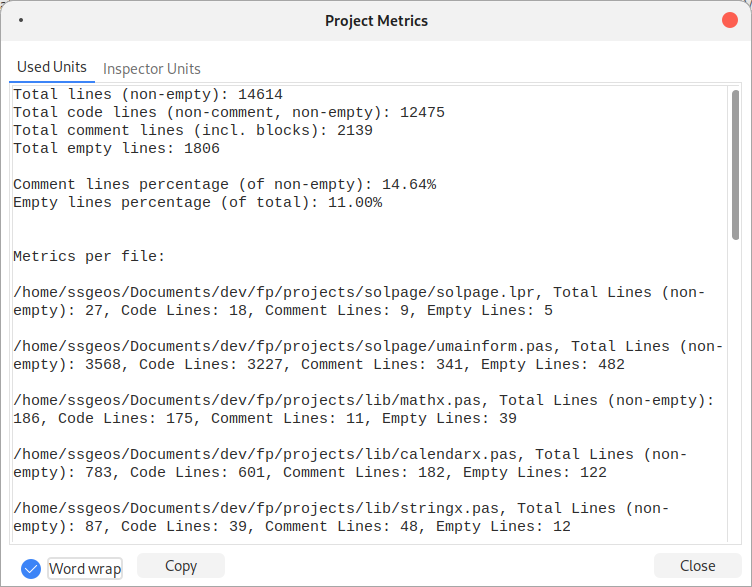 Project Metrics
Used Units
Inspector Units
Total lines (non-empty): 14614
Total code lines (non-comment, non-empty): 12475
Total comment lines (incl. blocks): 2139
Total empty lines: 1806
Comment lines percentage (of non-empty): 14.64%
Empty lines percentage (of total): 11.00%
Metrics per file:
/home/ssgeos/Documents/dev/fp/projects/solpage/solpage.lpr, Total Lines (non-
empty): 27, Code Lines: 18, Comment Lines: 9, Empty Lines: 5
/home/ssgeos/Documents/dev/fp/projects/solpage/umainform.pas, Total Lines (non-
empty): 3568, Code Lines: 3227, Comment Lines: 341, Empty Lines: 482
/home/ssgeos/Documents/dev/fp/projects/lib/mathx.pas, Total Lines (non-empty):
186, Code Lines: 175, Comment Lines: 11, Empty Lines: 39
/home/ssgeos/Documents/dev/fp/projects/lib/calendarx.pas, Total Lines (non-
empty): 783, Code Lines: 601, Comment Lines: 182, Empty Lines: 122
/home/ssgeos/Documents/dev/fp/projects/lib/stringx.pas, Total Lines (non-
empty): 87, Code Lines: 39, Comment Lines: 48, Empty Lines: 12
Word wrap
Copy
Close